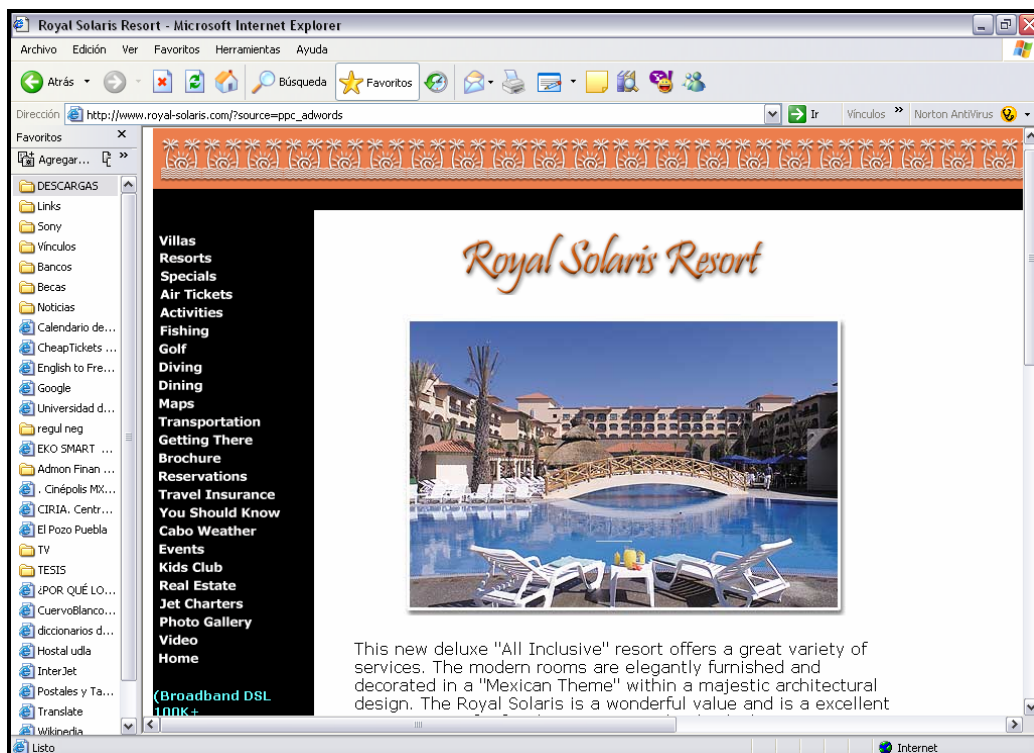 Royal Solaris Resort - Microsoft Internet Explorer
Archivo Edición Ver Favoritos Herramientas Ayuda
Atrás Búsqueda Favoritos
Dirección http://www.royal-solaris.com/?source=ppc_adwords Ir Vínculos » Norton AntiVirus
Favoritos
Agregar... »
DESCARGAS
Links
Sony
Vínculos
Bancos
Becas
Noticias
Calendario de...
CheapTickets ...
English to Fre...
Google
Universidad d...
regul neg
EKO SMART ...
Admon Finan ...
. Cinépolis MX...
CIRIA. Centr...
El Pozo Puebla
TV
TESIS
¿POR QUÉ LO...
CuervoBlanco...
diccionarios d...
Hostal udla
InterJet
Postales y Ta...
Translate
Wikipedia
Villas
Resorts
Specials
Air Tickets
Activities
Fishing
Golf
Diving
Dining
Maps
Transportation
Getting There
Brochure
Reservations
Travel Insurance
You Should Know
Cabo Weather
Events
Kids Club
Real Estate
Jet Charters
Photo Gallery
Video
Home
(Broadband DSL
100K+
Royal Solaris Resort
This new deluxe "All Inclusive" resort offers a great variety of
services. The modern rooms are elegantly furnished and
decorated in a "Mexican Theme" within a majestic architectural
design. The Royal Solaris is a wonderful value and is a excellent
Listo Internet